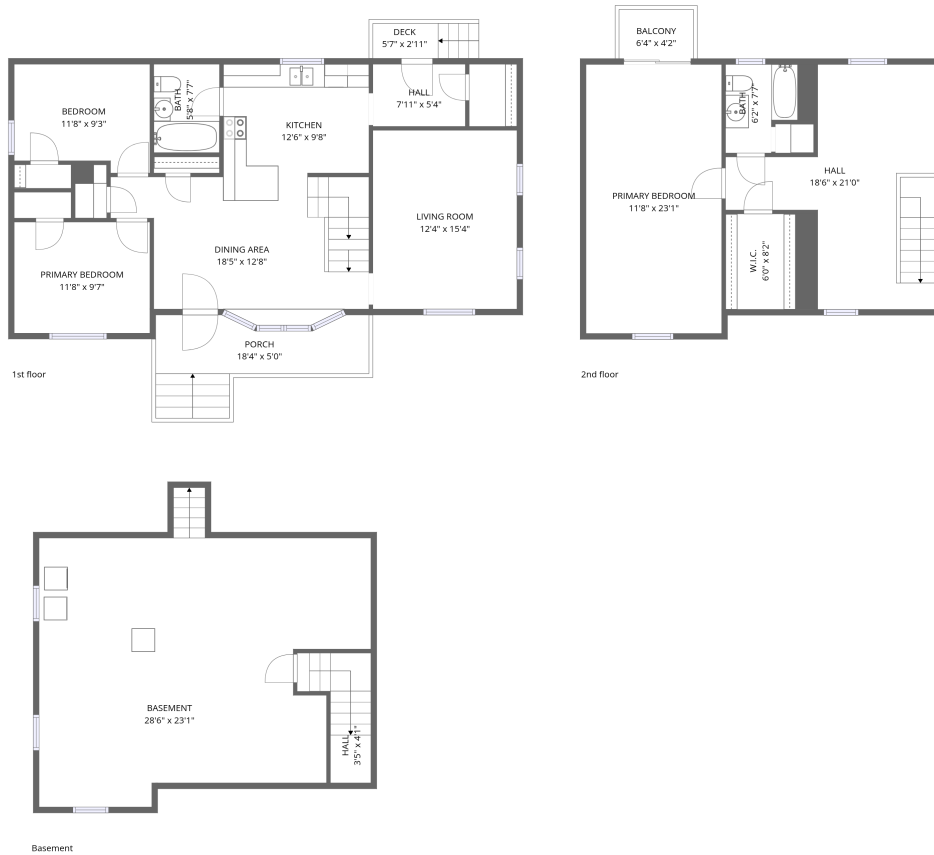 DECK
5'7" x 2'11"
HALL
7'11" x 5'4"
BEDROOM
11'8" x 9'3"
BATH
5'8" x 7'7"
KITCHEN
12'6" x 9'8"
LIVING ROOM
12'4" x 15'4"
DINING AREA
18'5" x 12'8"
PRIMARY BEDROOM
11'8" x 9'7"
PORCH
18'4" x 5'0"
1st floor
BALCONY
6'4" x 4'2"
BATH
6'2" x 7'7"
HALL
18'6" x 21'0"
PRIMARY BEDROOM
11'8" x 23'1"
W.I.C.
6'0" x 8'2"
2nd floor
BASEMENT
28'6" x 23'1"
HALL
3'5" x 4'1"
Basement